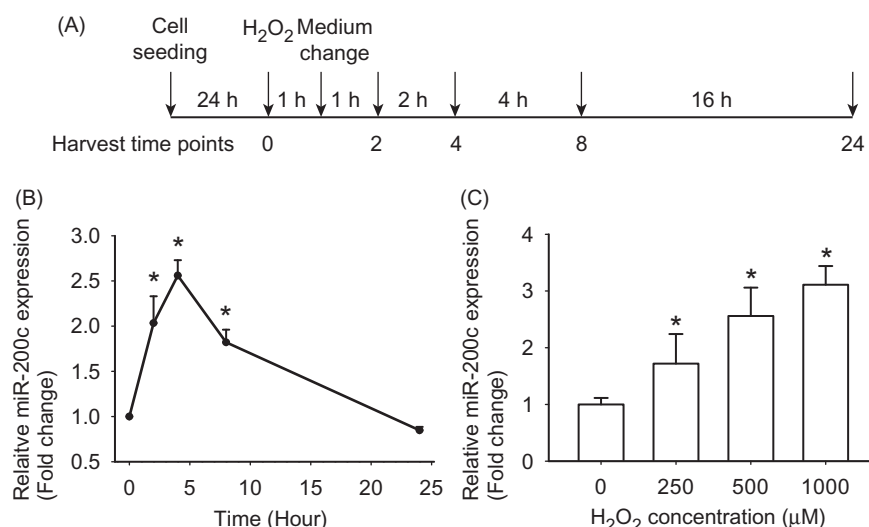 (A)
Cell
seeding
H2O2 Medium
change
24 h 1 h 1 h 2 h 4 h 16 h
Harvest time points 0 2 4 8 24
(B)
Relaitve miR-200c expression
(Fold change)
3.0
2.5
2.0
1.5
1.0
0.5
* * *
0 5 10 15 20 25
Time (Hour)
(C)
Relative miR-200c expression
(Fold change)
4
3
2
1
0
* * *
0 250 500 1000
H2O2 concentration (μM)